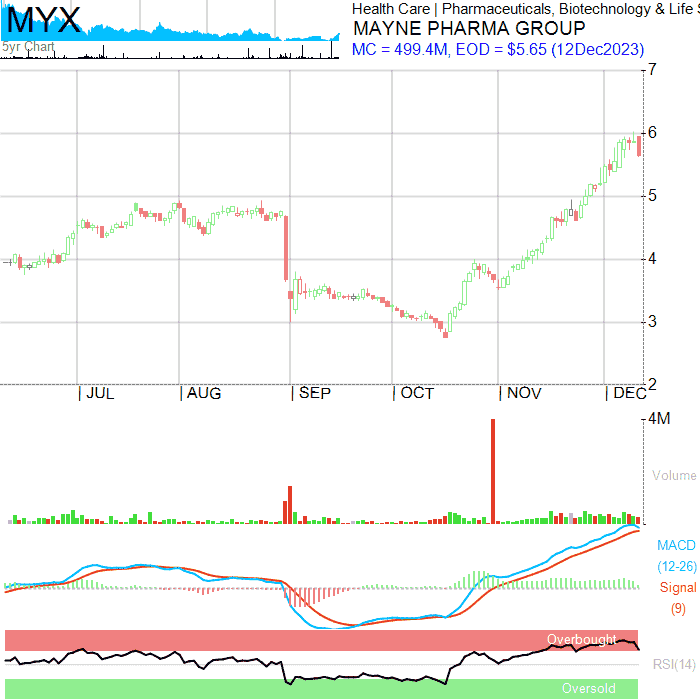 MYX
5yr Chart
Health Care | Pharmaceuticals, Biotechnology & Life S
MAYNE PHARMA GROUP
MC = 499.4M, EOD = $5.65 (12Dec2023)
7
6
5
4
3
2
JUL
AUG
SEP
OCT
NOV
DEC
4M
Volume
MACD
(12-26)
Signal
(9)
Overbought
RSI(14)
Oversold